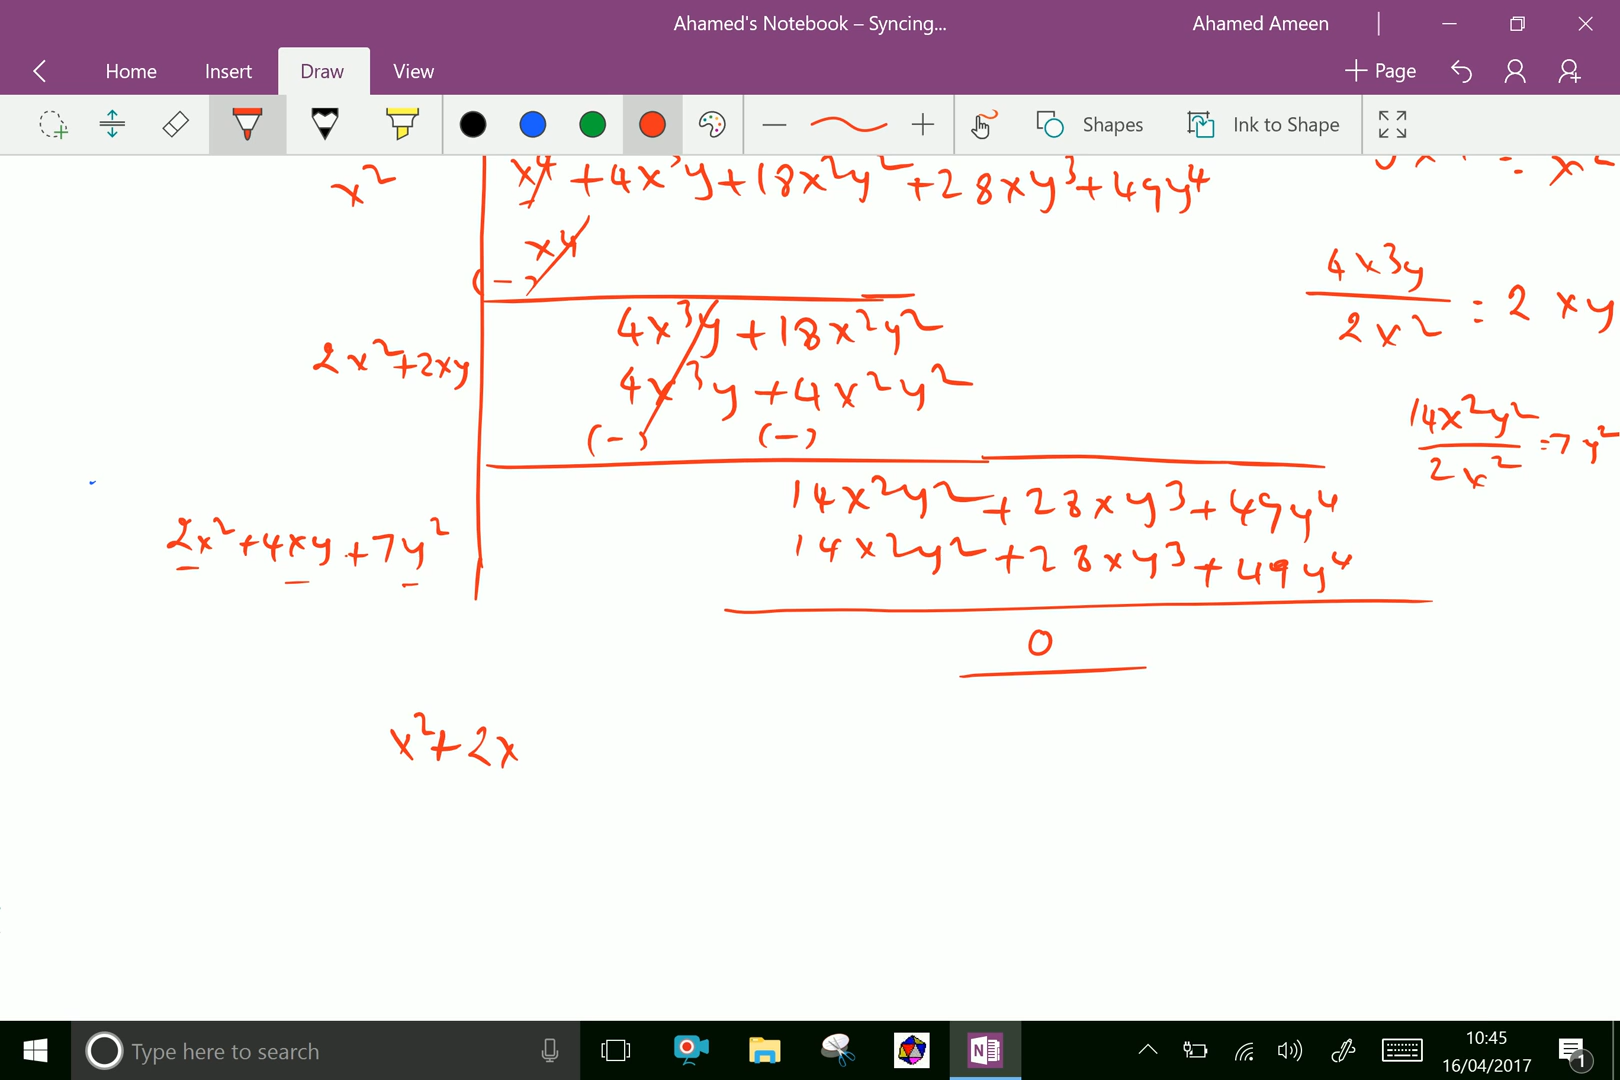 Ahamed's Notebook – Syncing...
Ahamed Ameen
Home Insert Draw View
Page
Shapes
Ink to Shape
x² x⁴ + 4x³y + 18x²y² + 28xy³ + 49y⁴
= x²
x⁴
(-)
4x³y / 2x² = 2xy
4x³y + 18x²y²
2x² + 2xy 4x³y + 4x²y²
(-) (-)
14x²y² / 2x² = 7y²
14x²y² + 28xy³ + 49y⁴
2x² + 4xy + 7y² 14x²y² + 28xy³ + 49y⁴
0
x² + 2x
Type here to search
N
10:45
16/04/2017
1